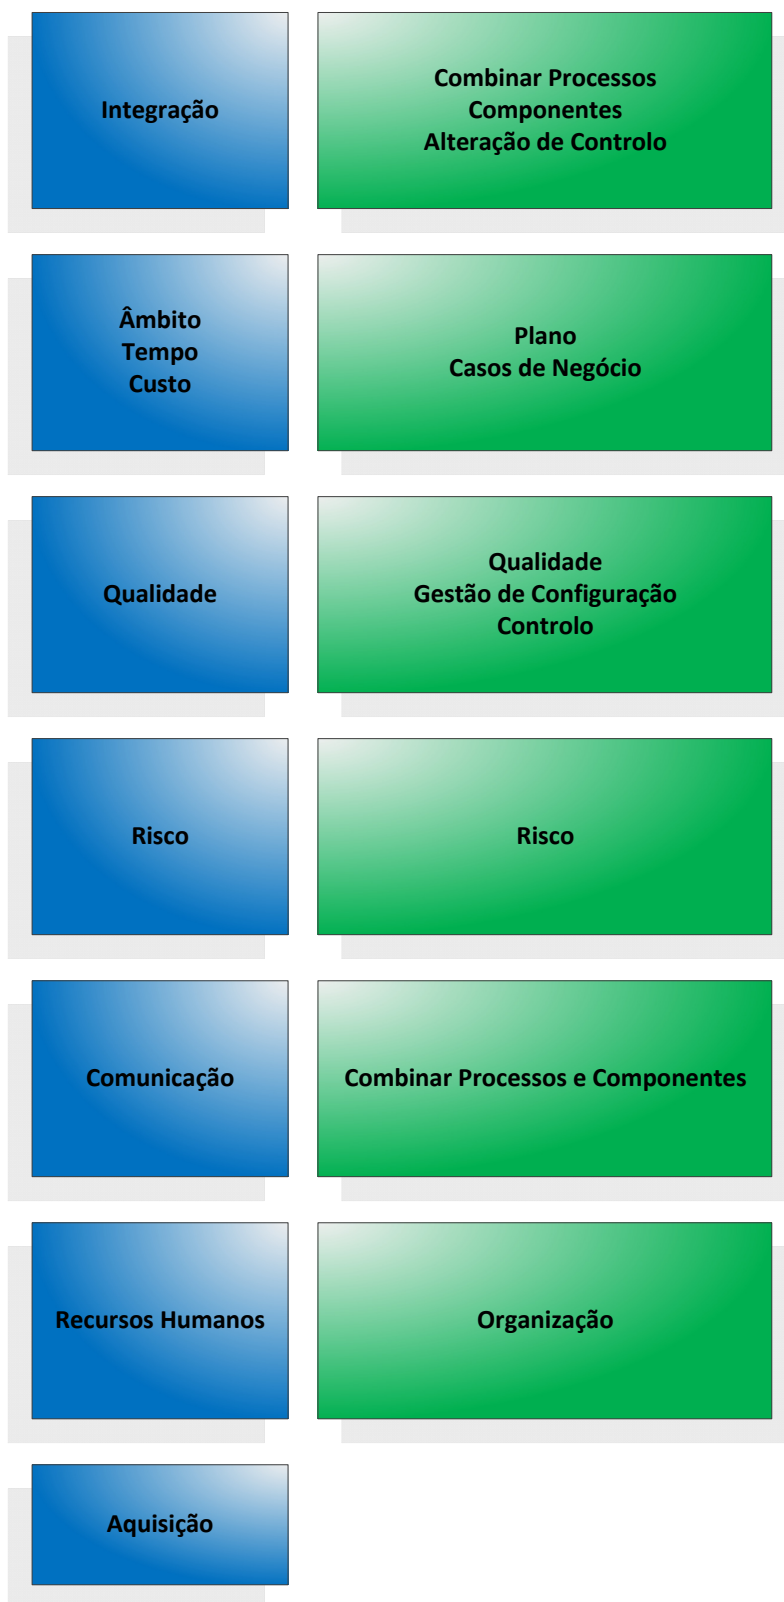 Integração
Combinar Processos
Componentes
Alteração de Controlo
Âmbito
Tempo
Custo
Plano
Casos de Negócio
Qualidade
Qualidade
Gestão de Configuração
Controlo
Risco
Risco
Comunicação
Combinar Processos e Componentes
Recursos Humanos
Organização
Aquisição